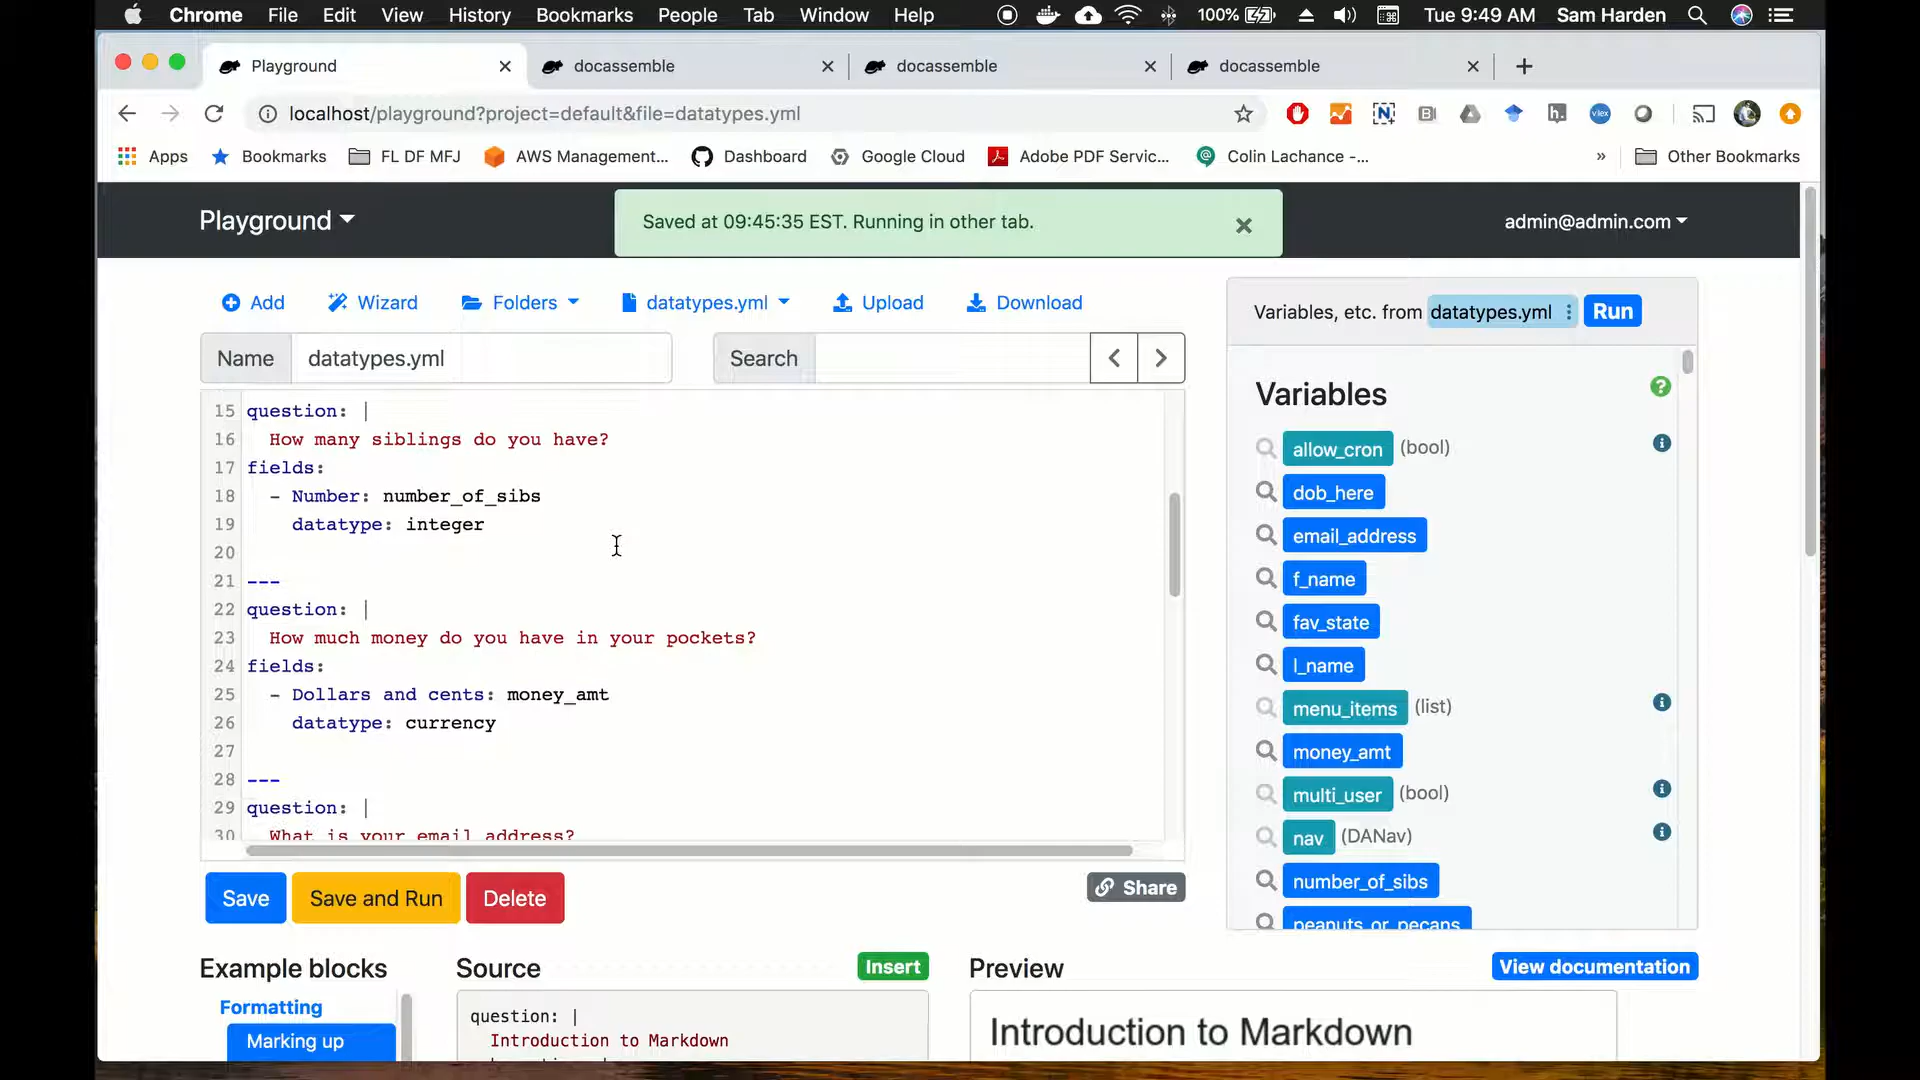 Chrome File Edit View History Bookmarks People Tab Window Help 100% Tue 9:49 AM Sam Harden
Playground docassemble docassemble docassemble
localhost/playground?project=default&file=datatypes.yml
Apps Bookmarks FL DF MFJ AWS Management... Dashboard Google Cloud Adobe PDF Servic... Colin Lachance -... » Other Bookmarks
Playground
Saved at 09:45:35 EST. Running in other tab.
admin@admin.com
Add Wizard Folders datatypes.yml Upload Download
Name datatypes.yml Search
15 question: |
16 How many siblings do you have?
17 fields:
18 - Number: number_of_sibs
19 datatype: integer
20
21 ---
22 question: |
23 How much money do you have in your pockets?
24 fields:
25 - Dollars and cents: money_amt
26 datatype: currency
27
28 ---
29 question: |
30 What is your email address?
Save Save and Run Delete Share
Variables, etc. from datatypes.yml Run
Variables
allow_cron (bool)
dob_here
email_address
f_name
fav_state
l_name
menu_items (list)
money_amt
multi_user (bool)
nav (DANav)
number_of_sibs
peanuts_or_pecans
Example blocks
Formatting
Marking up
Source Insert
question: |
Introduction to Markdown
Preview View documentation
Introduction to Markdown